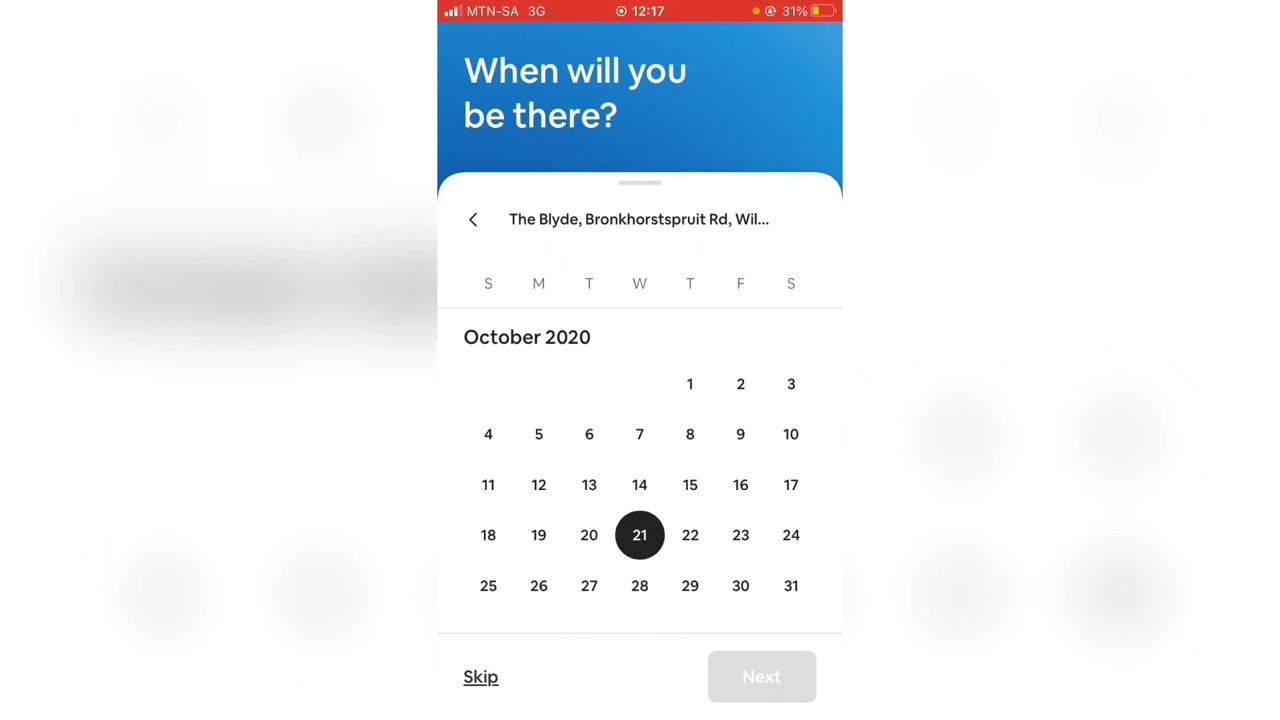 MTN-SA 3G 12:17 31%
When will you
be there?
The Blyde, Bronkhorstspruit Rd, Wil...
S M T W T F S
October 2020
1 2 3
4 5 6 7 8 9 10
11 12 13 14 15 16 17
18 19 20 21 22 23 24
25 26 27 28 29 30 31
Skip Next